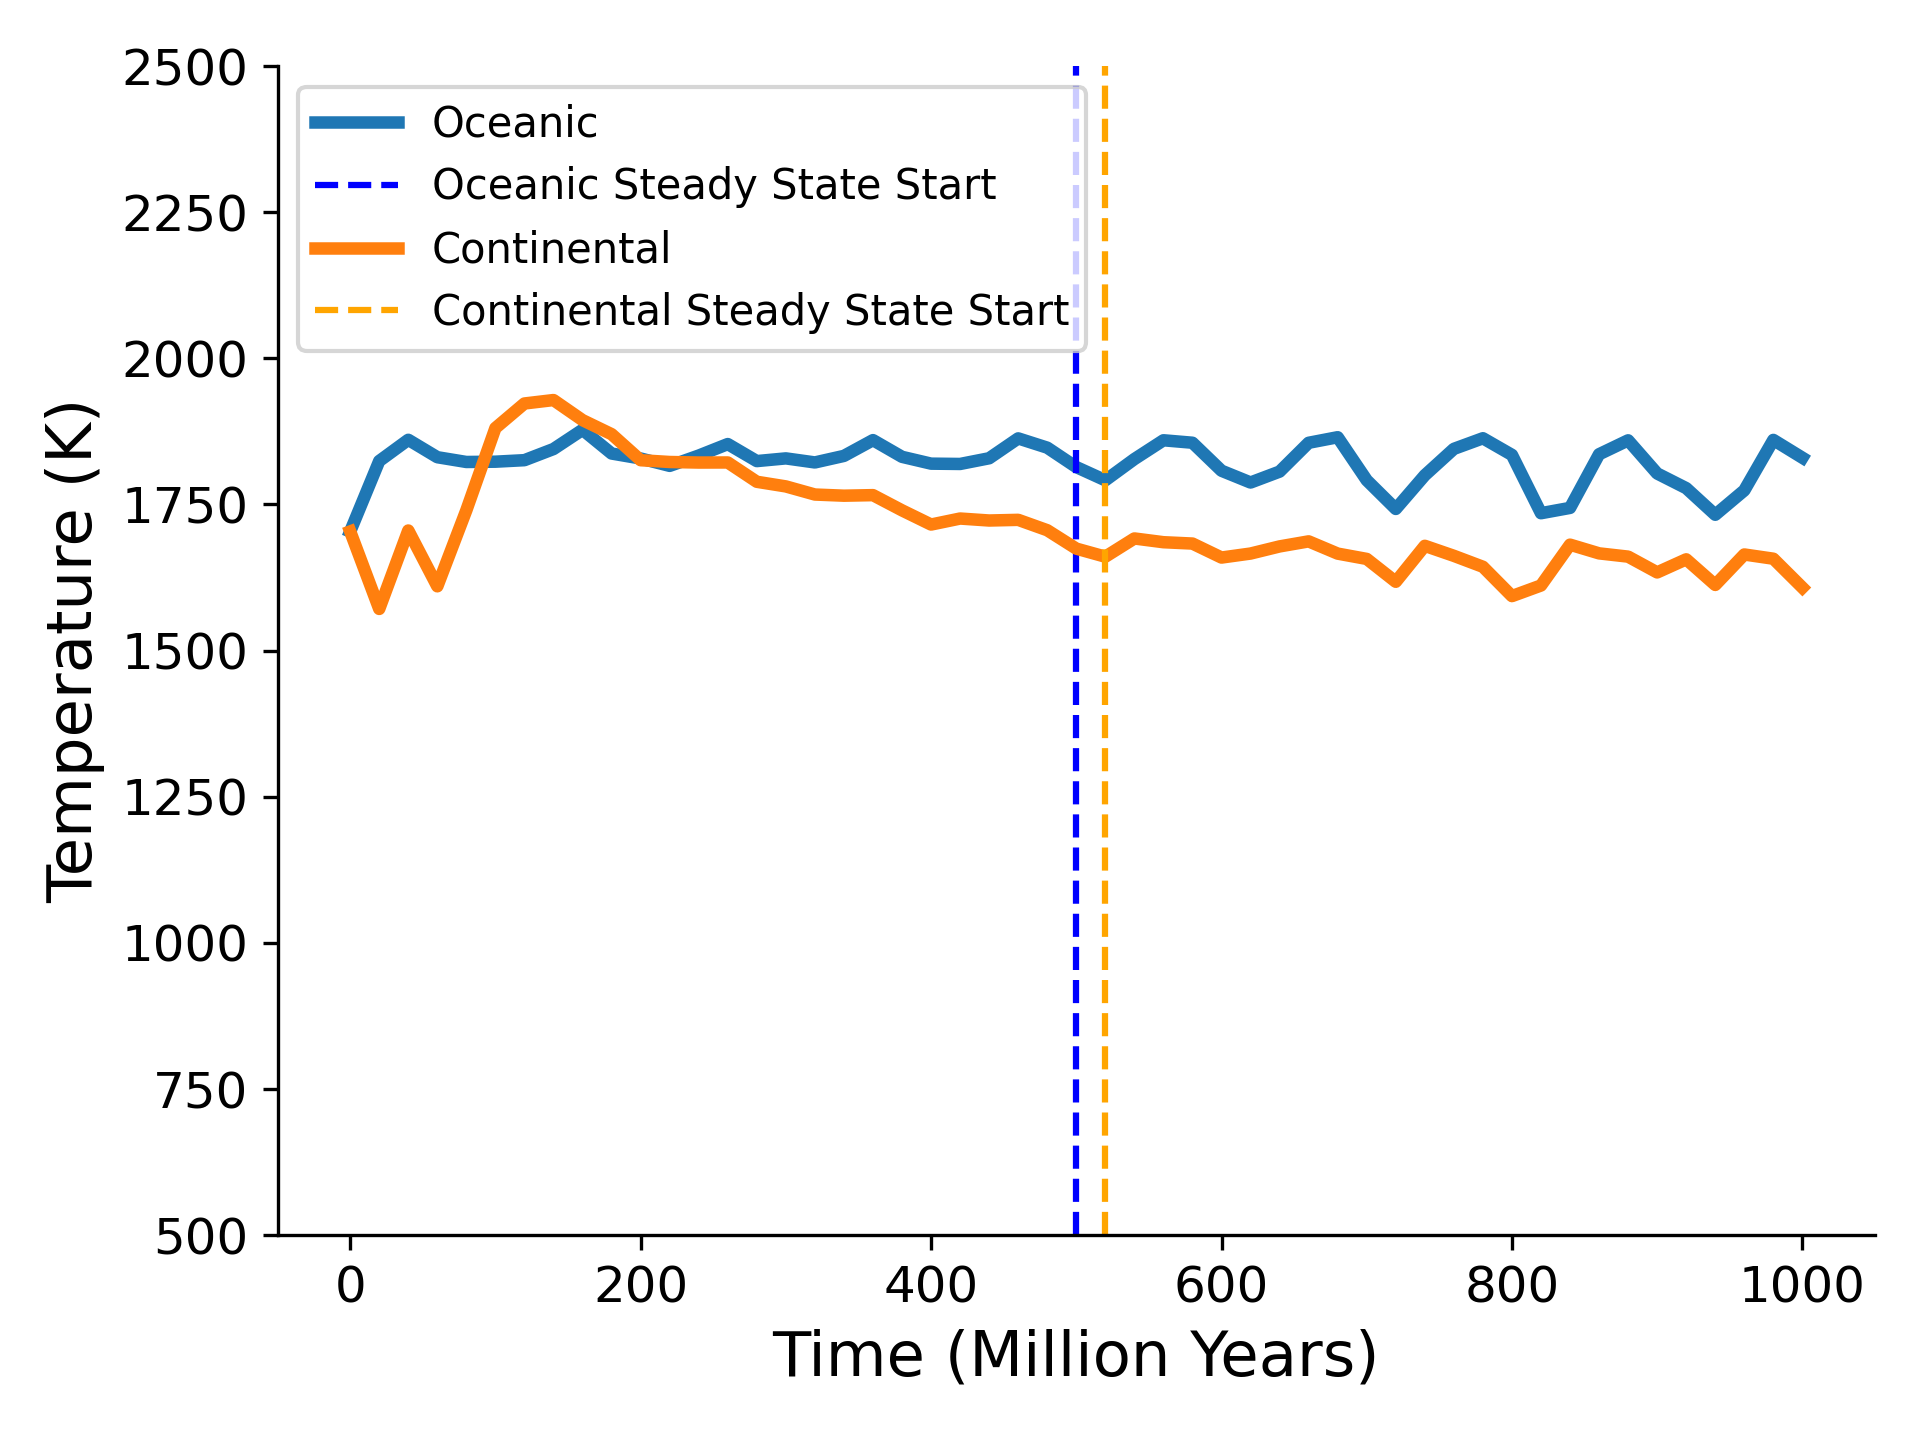 2500
2250
2000
1750
1500
1250
1000
750
500
Temperature (K)
Oceanic
Oceanic Steady State Start
Continental
Continental Steady State Start
0 200 400 600 800 1000
Time (Million Years)